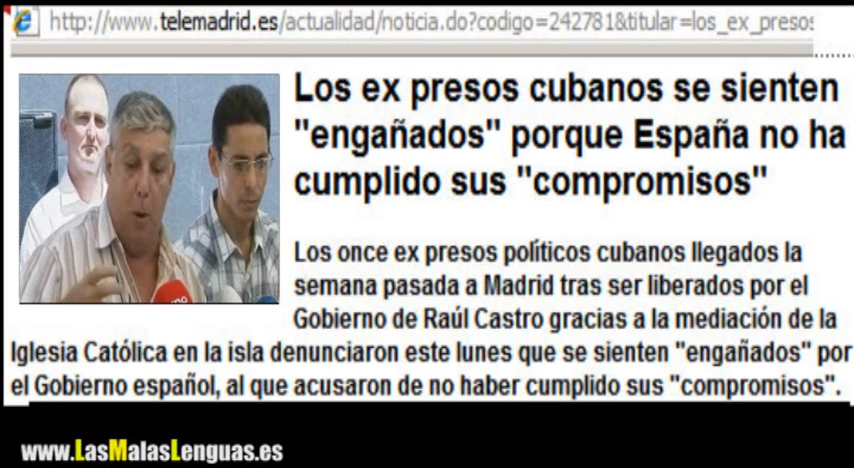 http://www.telemadrid.es/actualidad/noticia.do?codigo=242781&titular=los_ex_presos
Los ex presos cubanos se sienten
"engañados" porque España no ha
cumplido sus "compromisos"
Los once ex presos políticos cubanos llegados la
semana pasada a Madrid tras ser liberados por el
Gobierno de Raúl Castro gracias a la mediación de la
Iglesia Católica en la isla denunciaron este lunes que se sienten "engañados" por
el Gobierno español, al que acusaron de no haber cumplido sus "compromisos".
www.LasMalasLenguas.es